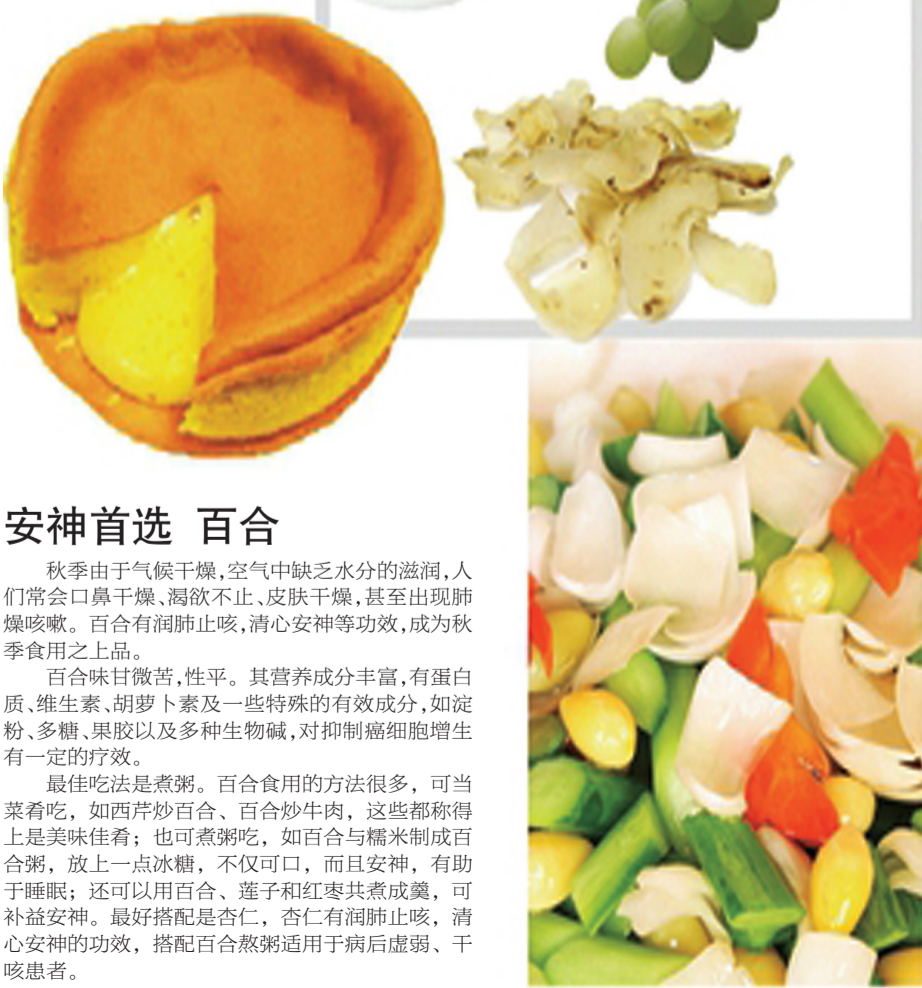 安神首选 百合
秋季由于气候干燥,空气中缺乏水分的滋润,人
们常会口鼻干燥、渴欲不止、皮肤干燥,甚至出现肺
燥咳嗽。百合有润肺止咳,清心安神等功效,成为秋
季食用之上品。
百合味甘微苦,性平。其营养成分丰富,有蛋白
质、维生素、胡萝卜素及一些特殊的有效成分,如淀
粉、多糖、果胶以及多种生物碱,对抑制癌细胞增生
有一定的疗效。
最佳吃法是煮粥。百合食用的方法很多，可当
菜肴吃，如西芹炒百合、百合炒牛肉，这些都称得
上是美味佳肴；也可煮粥吃，如百合与糯米制成百
合粥，放上一点冰糖，不仅可口，而且安神，有助
于睡眠；还可以用百合、莲子和红枣共煮成羹，可
补益安神。最好搭配是杏仁，杏仁有润肺止咳，清
心安神的功效，搭配百合熬粥适用于病后虚弱、干
咳患者。